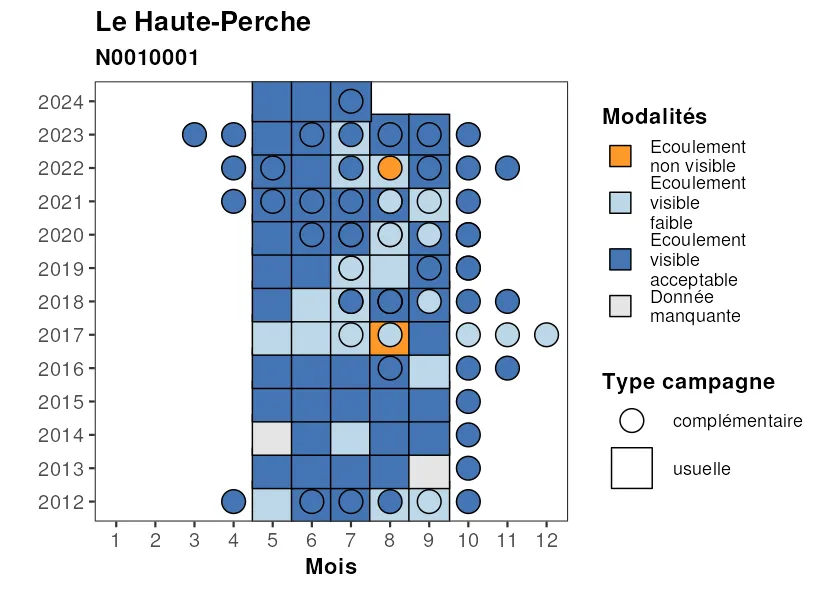 Le Haute-Perche
N0010001
2024
2023
2022
2021
2020
2019
2018
2017
2016
2015
2014
2013
2012
1 2 3 4 5 6 7 8 9 10 11 12
Mois
Modalités
Ecoulement
non visible
Ecoulement
visible
faible
Ecoulement
visible
acceptable
Donnée
manquante
Type campagne
complémentaire
usuelle